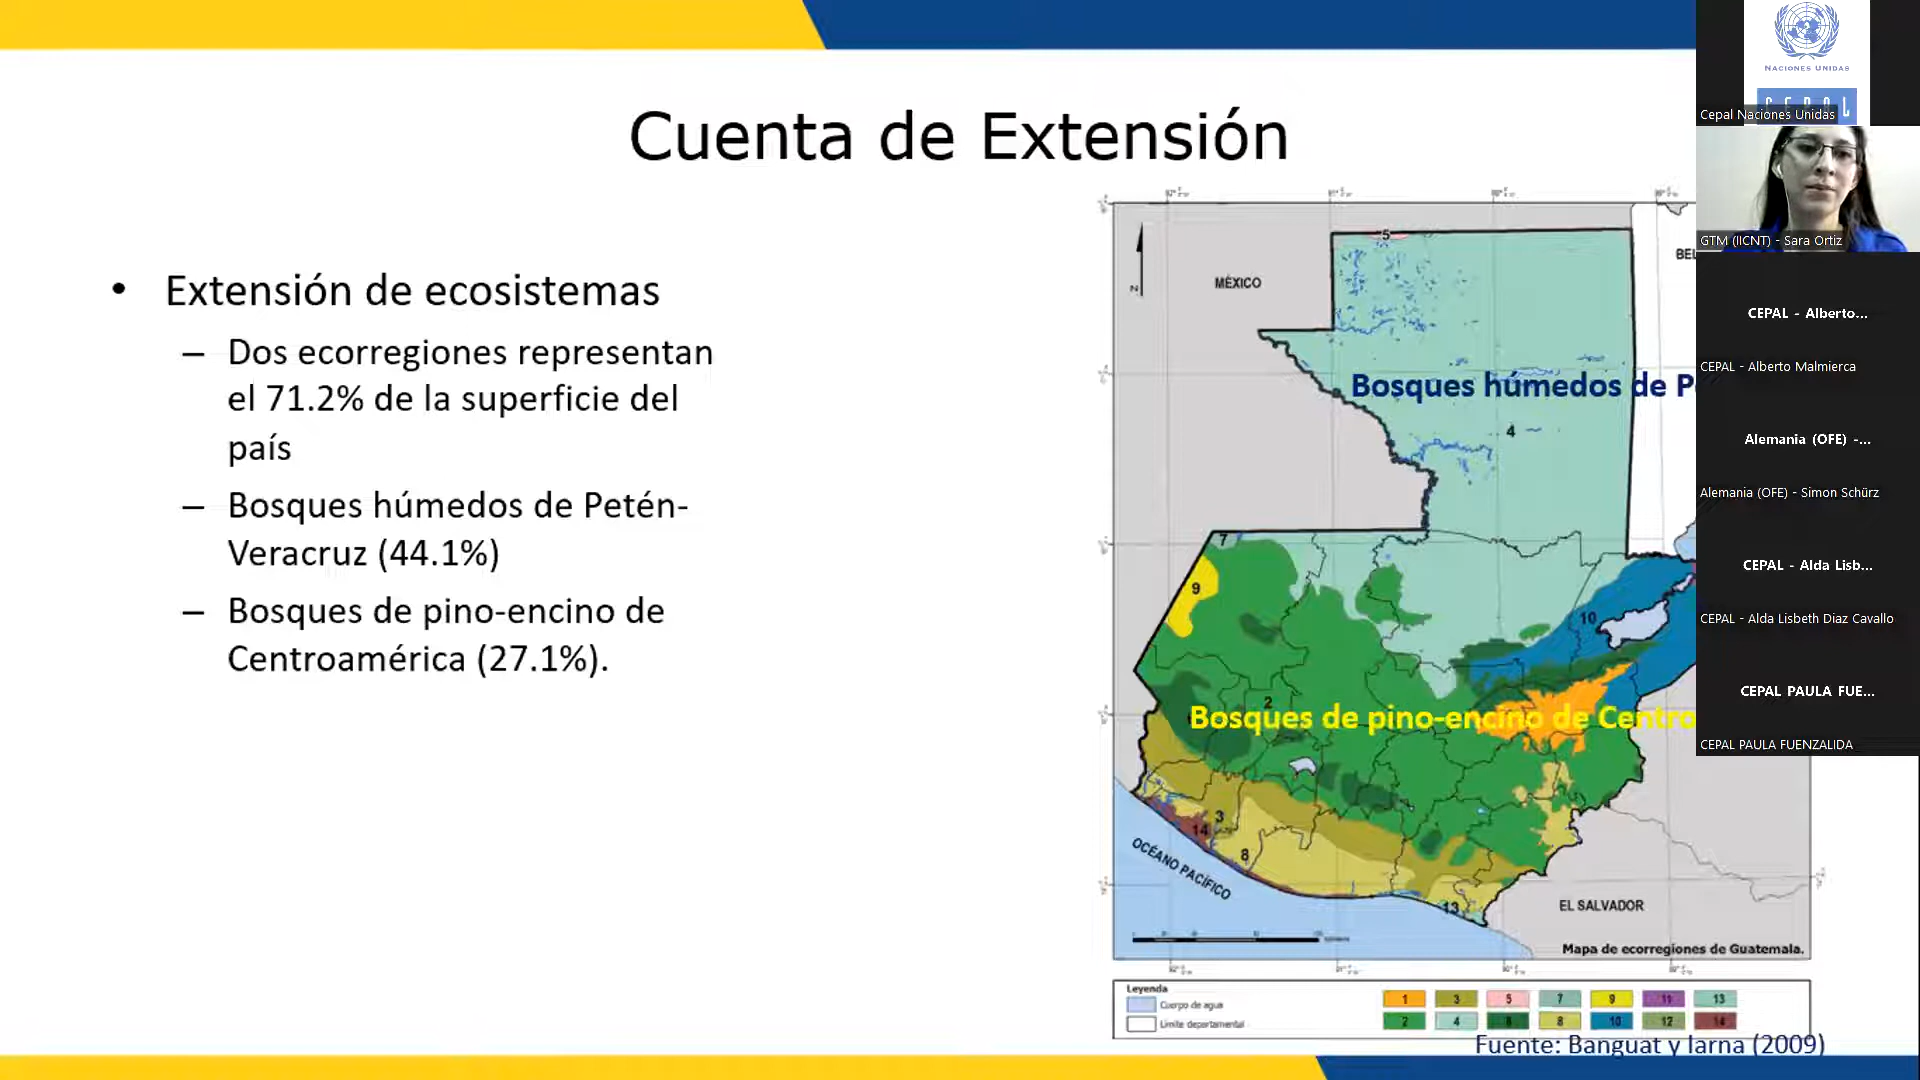 Cuenta de Extensión
• Extensión de ecosistemas
– Dos ecorregiones representan
el 71.2% de la superficie del
país
– Bosques húmedos de Petén-
Veracruz (44.1%)
– Bosques de pino-encino de
Centroamérica (27.1%).
MÉXICO
N
5
Bosques húmedos de
4
7
9
10
2
Bosques de pino-encino de Centro
3
14
8
13
OCÉANO PACÍFICO
EL SALVADOR
Mapa de ecorregiones de Guatemala.
Leyenda
Cuerpo de agua
Límite departamental
1 3 5 7 9 11 13
2 4 6 8 10 12 14
Fuente: Banguat y Iarna (2009)
NACIONES UNIDAS
CEPAL
Cepal Naciones Unidas
GTM (IICNT) - Sara Ortiz
CEPAL - Alberto...
CEPAL - Alberto Malmierca
Alemania (OFE) -...
Alemania (OFE) - Simon Schürz
CEPAL - Alda Lisb...
CEPAL - Alda Lisbeth Diaz Cavallo
CEPAL PAULA FUE...
CEPAL PAULA FUENZALIDA